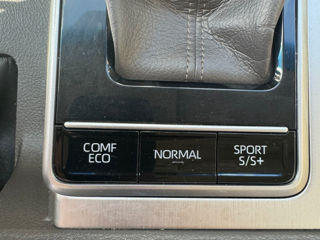 COMF
ECO
NORMAL
SPORT
S/S+